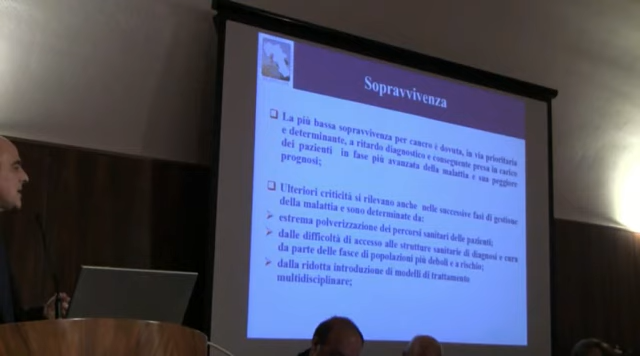 Sopravvivenza
La più bassa sopravvivenza per cancro è dovuta, in via prioritaria
e determinante, a ritardo diagnostico e conseguente presa in carico
dei pazienti in fase più avanzata della malattia e sua peggiore
prognosi;
Ulteriori criticità si rilevano anche nelle successive fasi di gestione
della malattia e sono determinate da:
estrema polverizzazione dei percorsi sanitari delle pazienti;
dalle difficoltà di accesso alle strutture sanitarie di diagnosi e cura
da parte delle fasce di popolazioni più deboli e a rischio;
dalla ridotta introduzione di modelli di trattamento
multidisciplinare;